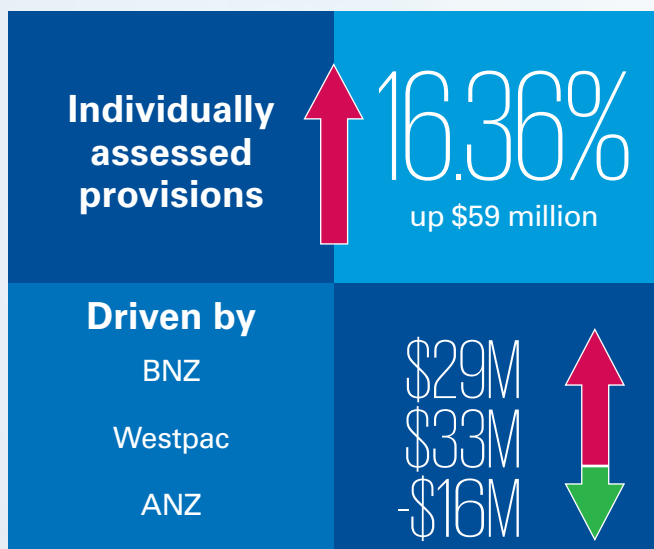 Individually
assessed
provisions
16.36%
up $59 million
Driven by
BNZ
$29M
Westpac
$33M
ANZ
-$16M